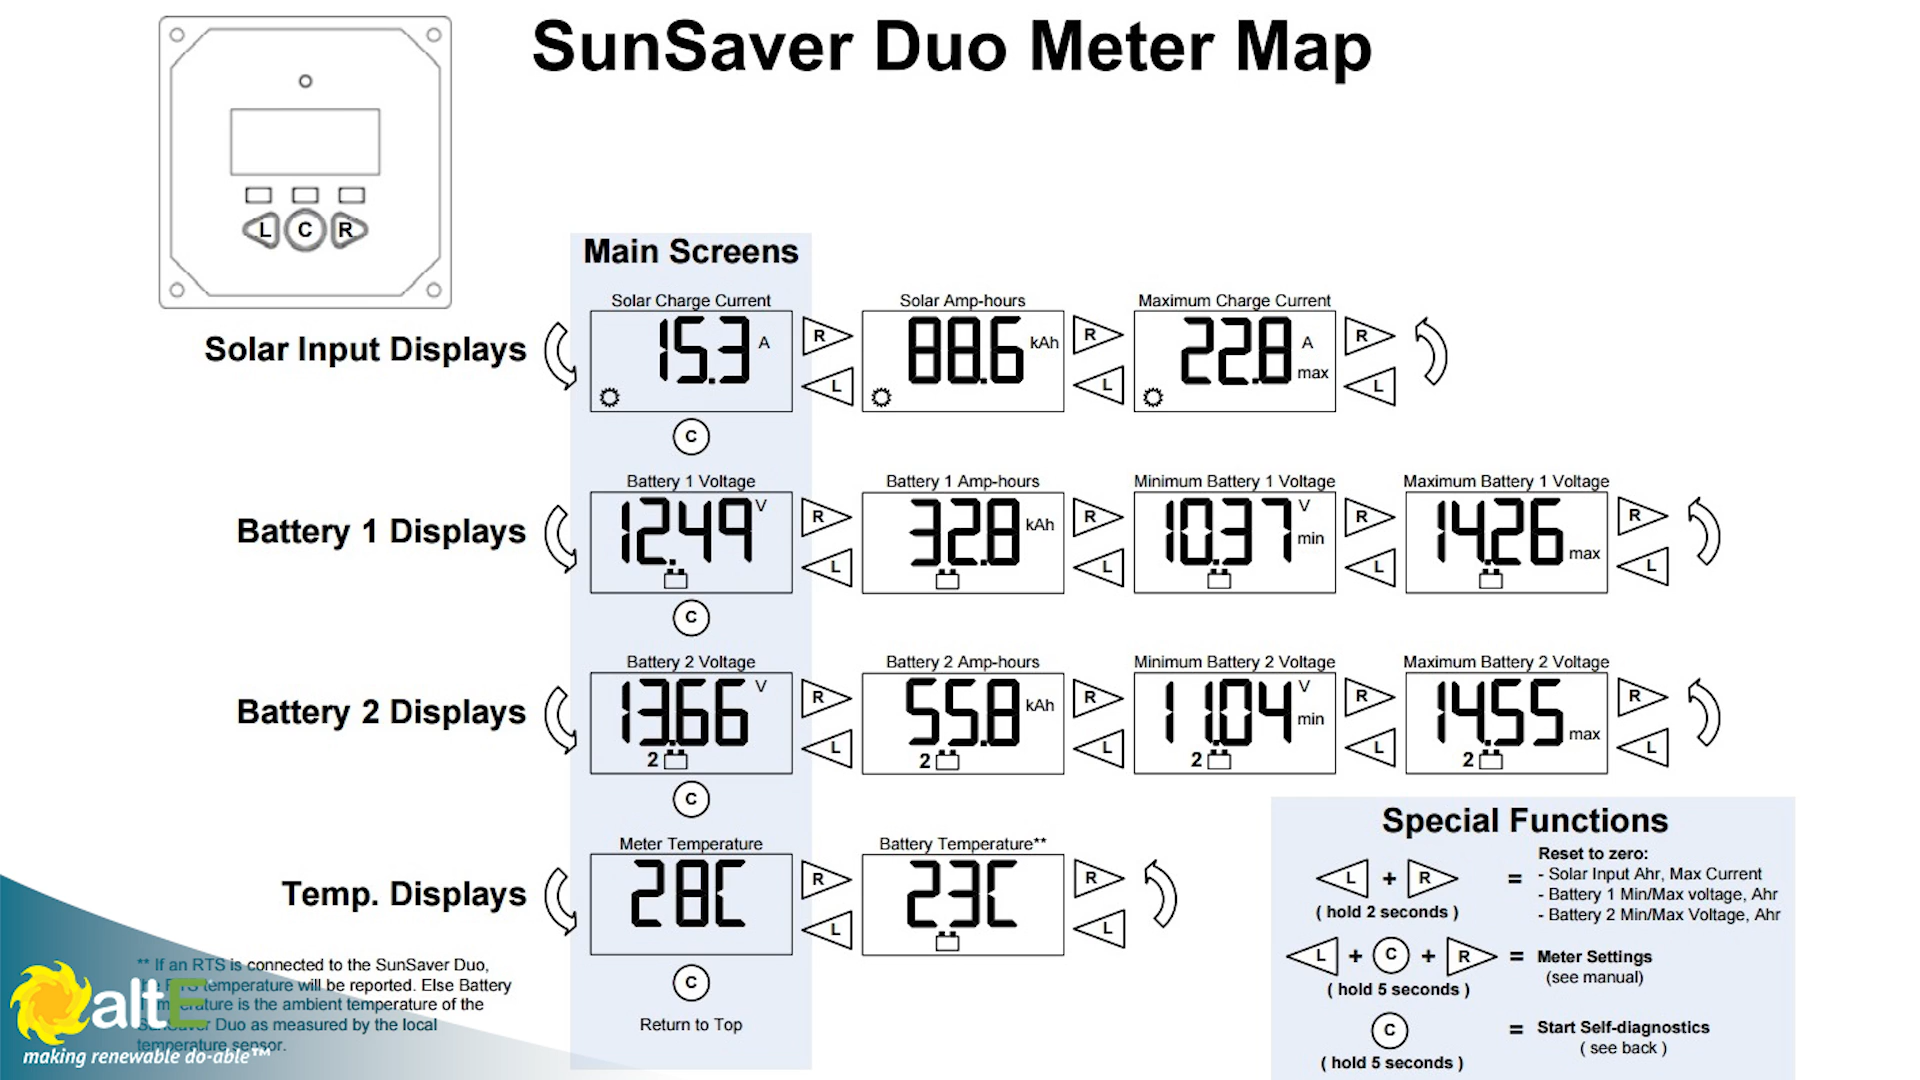 SunSaver Duo Meter Map
L C R
Main Screens
Solar Input Displays
Solar Charge Current
15.3 A
R
L
Solar Amp-hours
88.6 kAh
R
L
Maximum Charge Current
22.8 A
max
R
L
C
Battery 1 Displays
Battery 1 Voltage
12.49 V
R
L
Battery 1 Amp-hours
32.8 kAh
R
L
Minimum Battery 1 Voltage
10.37 V
min
R
L
Maximum Battery 1 Voltage
14.26 max
R
L
C
Battery 2 Displays
Battery 2 Voltage
13.66 V
2
R
L
Battery 2 Amp-hours
55.8 kAh
2
R
L
Minimum Battery 2 Voltage
11.04 V
min
2
R
L
Maximum Battery 2 Voltage
14.55 max
2
R
L
C
Temp. Displays
Meter Temperature
28C
R
L
Battery Temperature**
23C
R
L
C
Return to Top
** If an RTS is connected to the SunSaver Duo,
RTS temperature will be reported. Else Battery
Temperature is the ambient temperature of the
SunSaver Duo as measured by the local
temperature sensor.
altE
making renewable do-able™
Special Functions
L + R =
( hold 2 seconds )
Reset to zero:
- Solar Input Ahr, Max Current
- Battery 1 Min/Max voltage, Ahr
- Battery 2 Min/Max Voltage, Ahr
L + C + R = Meter Settings
( hold 5 seconds )
(see manual)
C = Start Self-diagnostics
( hold 5 seconds )
( see back )